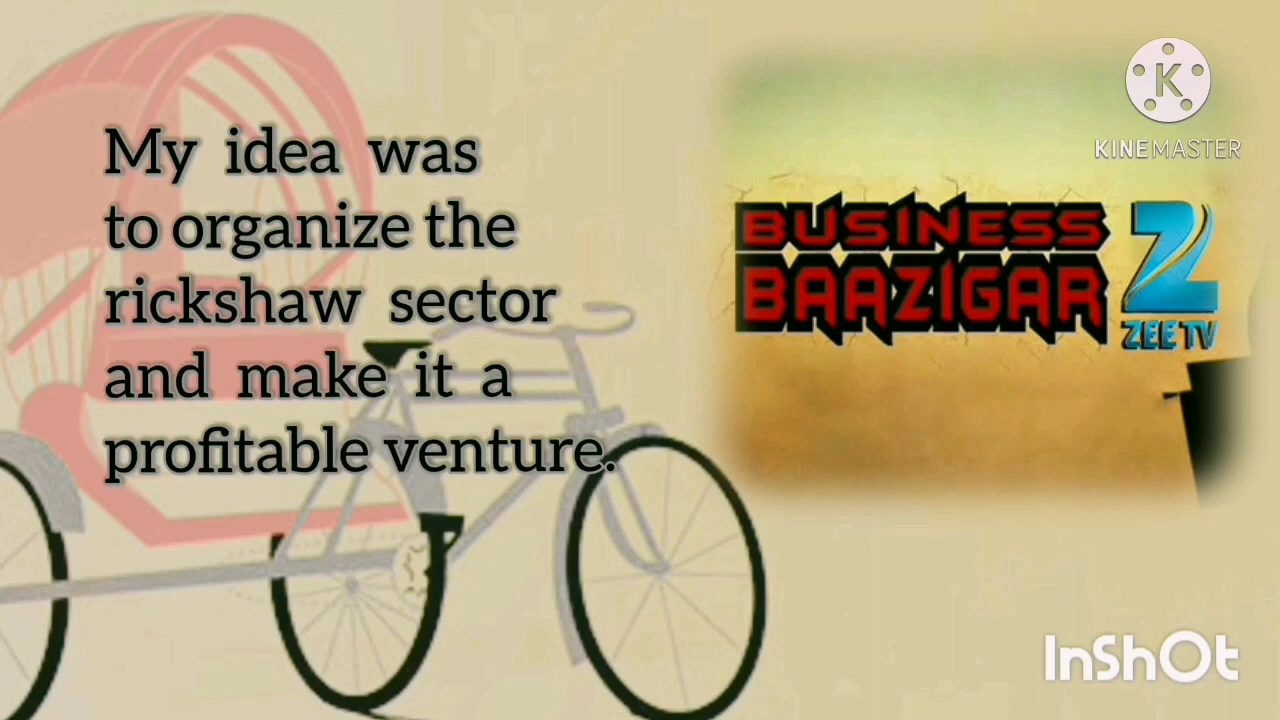 My idea was
to organize the
rickshaw sector
and make it a
profitable venture.
K
KINEMASTER
BUSINESS
BAAZIGAR
ZEE TV
InShOt